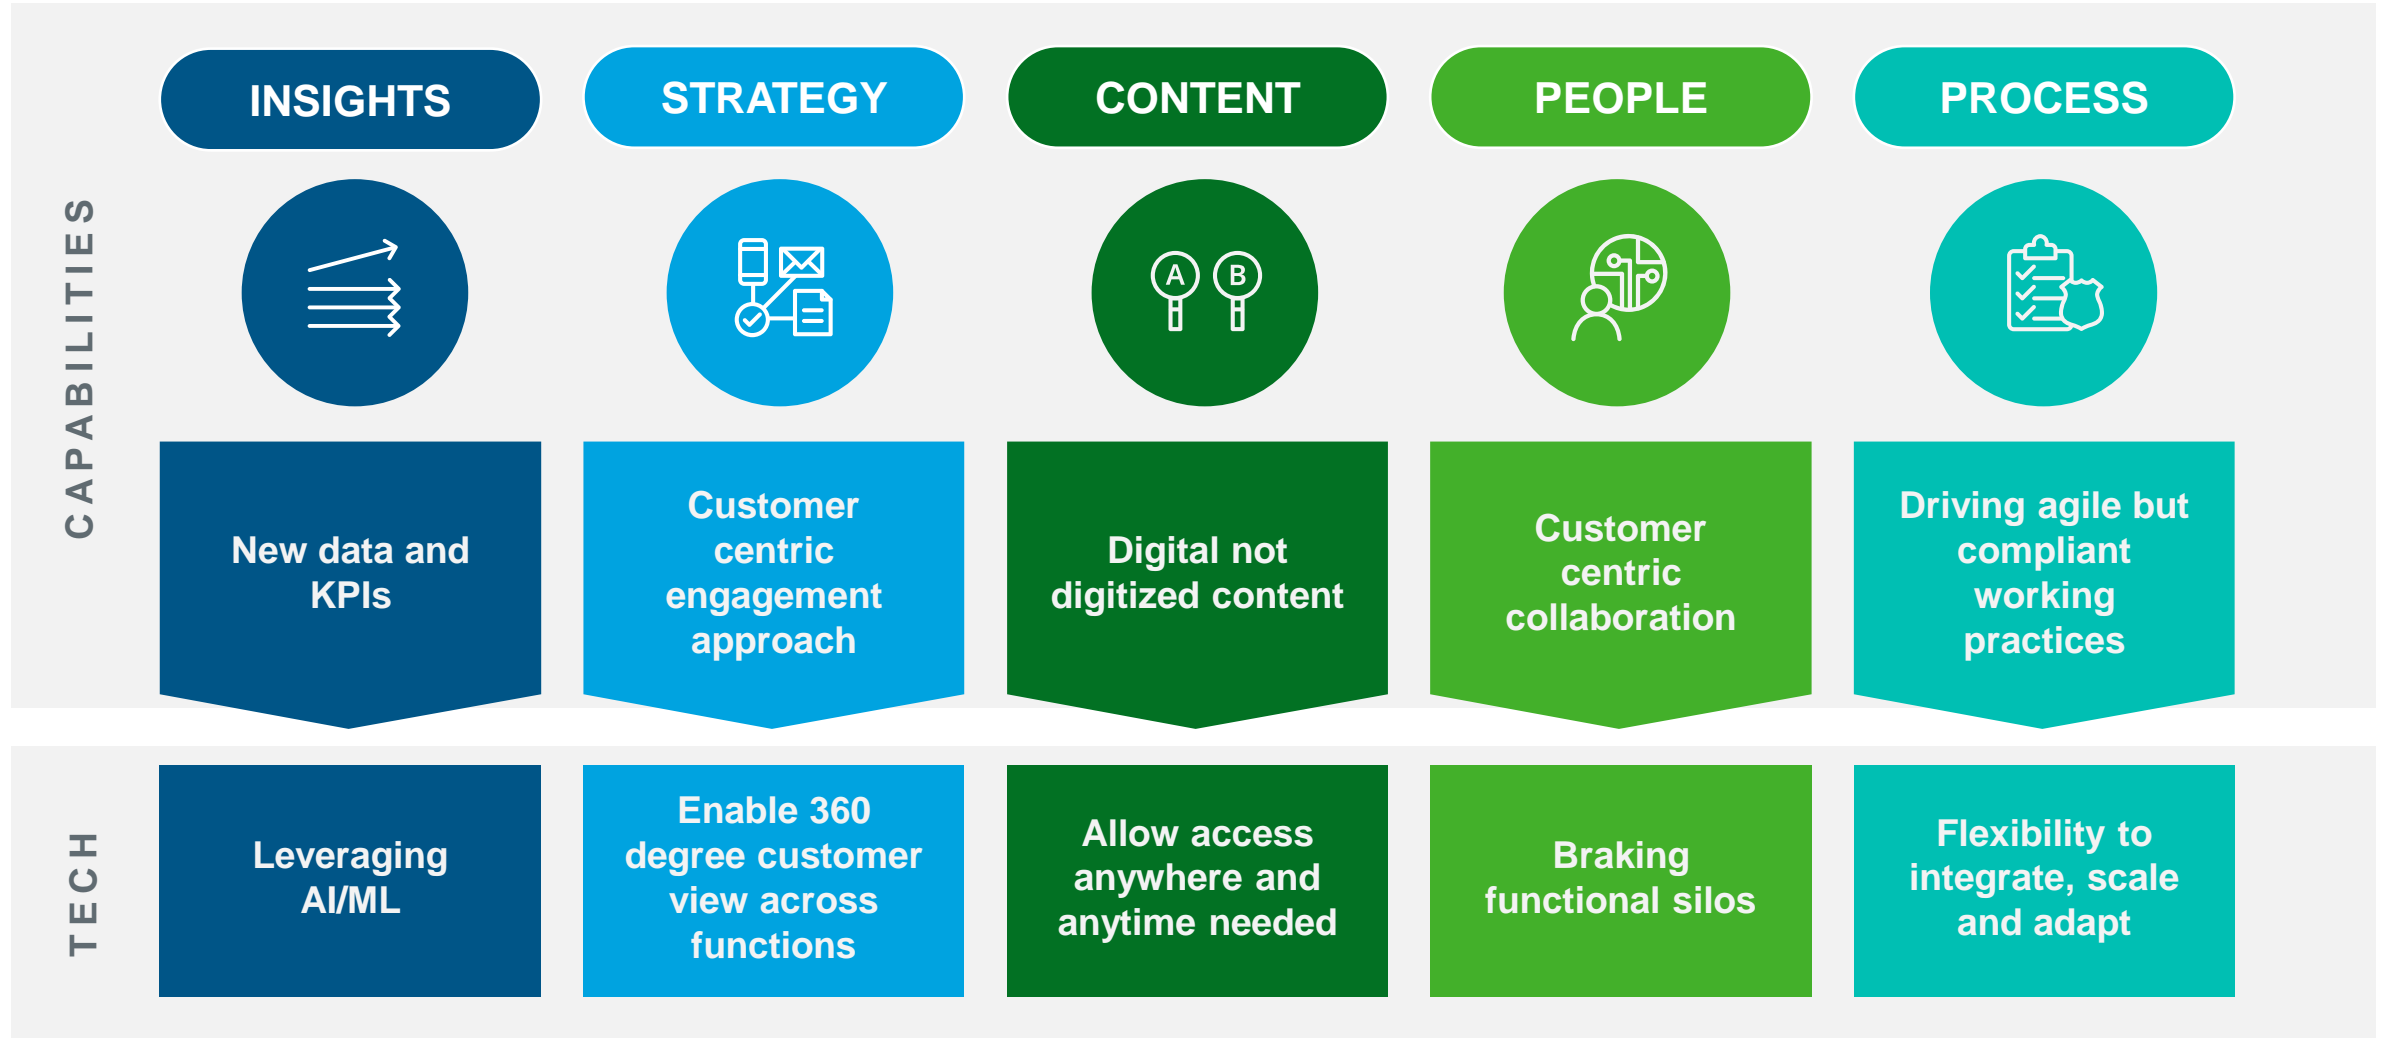 INSIGHTS
STRATEGY
CONTENT
PEOPLE
PROCESS
CAPABILITIES
A
B
New data and
KPIs
Customer
centric
engagement
approach
Digital not
digitized content
Customer
centric
collaboration
Driving agile but
compliant
working
practices
TECH
Leveraging
AI/ML
Enable 360
degree customer
view across
functions
Allow access
anywhere and
anytime needed
Braking
functional silos
Flexibility to
integrate, scale
and adapt